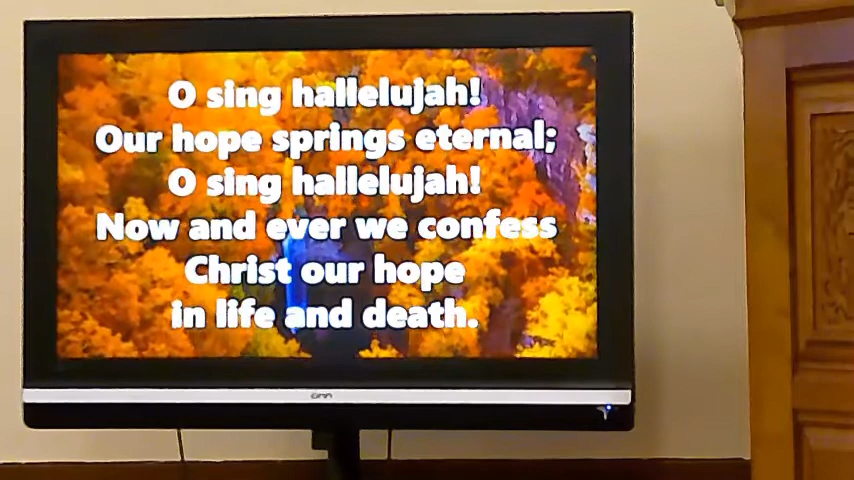 O sing hallelujah!
Our hope springs eternal;
O sing hallelujah!
Now and ever we confess
Christ our hope
in life and death.